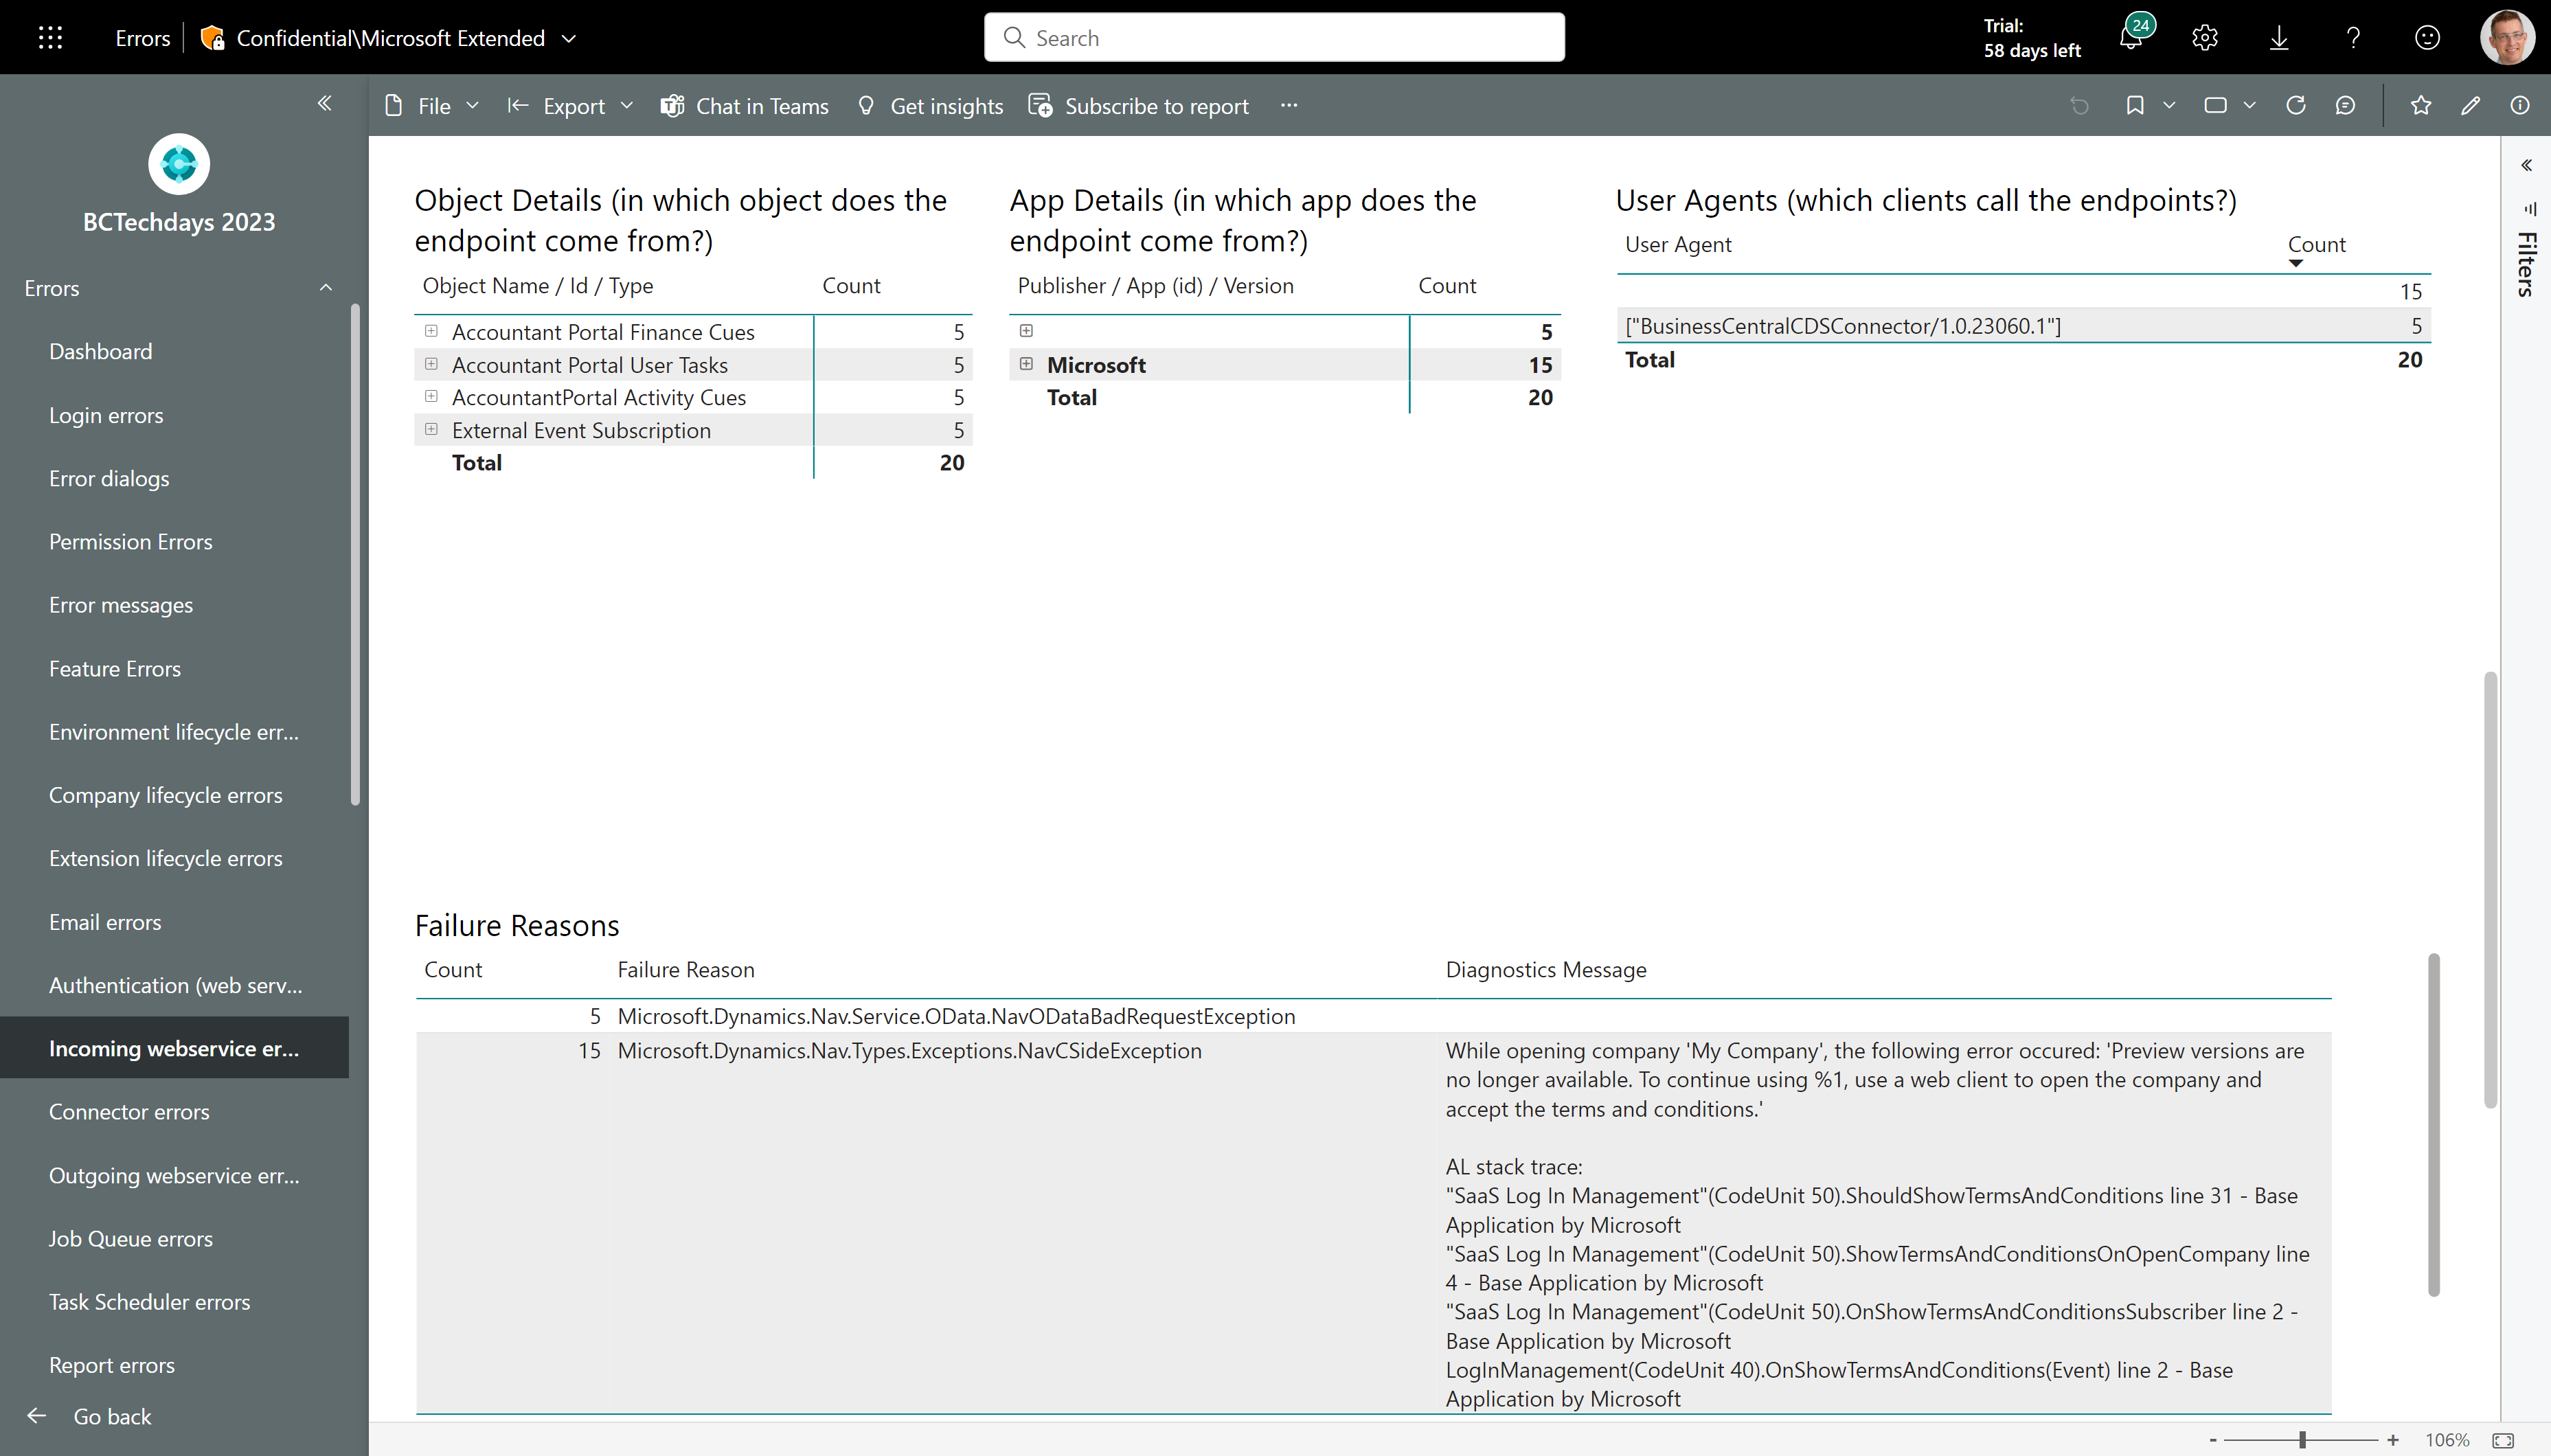 Errors
Confidential\Microsoft Extended
Search
Trial:
58 days left
24
File
Export
Chat in Teams
Get insights
Subscribe to report
BCTechdays 2023
Errors
Dashboard
Login errors
Error dialogs
Permission Errors
Error messages
Feature Errors
Environment lifecycle err...
Company lifecycle errors
Extension lifecycle errors
Email errors
Authentication (web serv...
Incoming webservice er...
Connector errors
Outgoing webservice err...
Job Queue errors
Task Scheduler errors
Report errors
Go back
Object Details (in which object does the
endpoint come from?)
Object Name / Id / Type Count
Accountant Portal Finance Cues 5
Accountant Portal User Tasks 5
AccountantPortal Activity Cues 5
External Event Subscription 5
Total 20
App Details (in which app does the
endpoint come from?)
Publisher / App (id) / Version Count
5
Microsoft 15
Total 20
User Agents (which clients call the endpoints?)
User Agent Count
15
["BusinessCentralCDSConnector/1.0.23060.1"] 5
Total 20
Filters
Failure Reasons
Count Failure Reason Diagnostics Message
5 Microsoft.Dynamics.Nav.Service.OData.NavODataBadRequestException
15 Microsoft.Dynamics.Nav.Types.Exceptions.NavCSideException While opening company 'My Company', the following error occured: 'Preview versions are
no longer available. To continue using %1, use a web client to open the company and
accept the terms and conditions.'
AL stack trace:
"SaaS Log In Management"(CodeUnit 50).ShouldShowTermsAndConditions line 31 - Base
Application by Microsoft
"SaaS Log In Management"(CodeUnit 50).ShowTermsAndConditionsOnOpenCompany line
4 - Base Application by Microsoft
"SaaS Log In Management"(CodeUnit 50).OnShowTermsAndConditionsSubscriber line 2 -
Base Application by Microsoft
LogInManagement(CodeUnit 40).OnShowTermsAndConditions(Event) line 2 - Base
Application by Microsoft
- + 106%